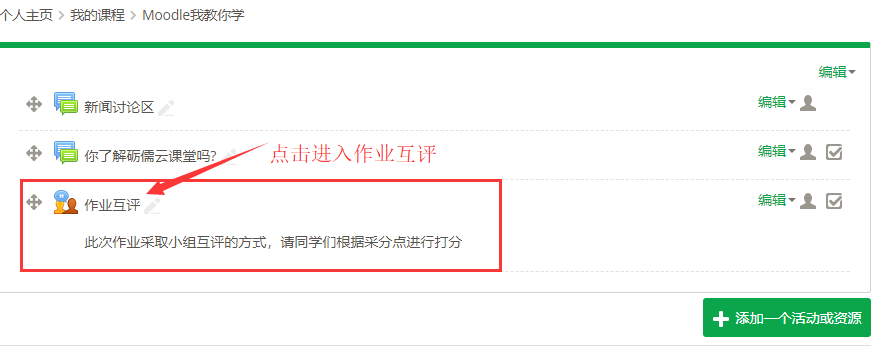 个人主页 > 我的课程 > Moodle我教你学
编辑
新闻讨论区 编辑
你了解砺儒云课堂吗? 编辑
点击进入作业互评
作业互评 编辑
此次作业采取小组互评的方式，请同学们根据采分点进行打分
添加一个活动或资源